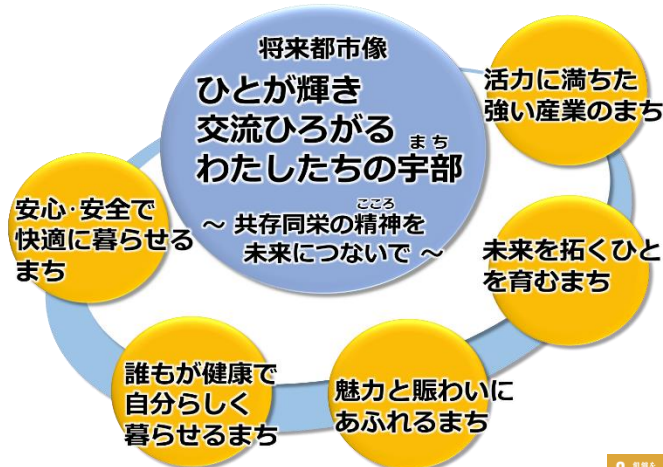 将来都市像
ひとが輝き
交流ひろがる
まち
わたしたちの宇部
こころ
～ 共存同栄の精神を
未来につないで ～
活力に満ちた
強い産業のまち
未来を拓くひと
を育むまち
魅力と賑わいに
あふれるまち
誰もが健康で
自分らしく
暮らせるまち
安心・安全で
快適に暮らせる
まち